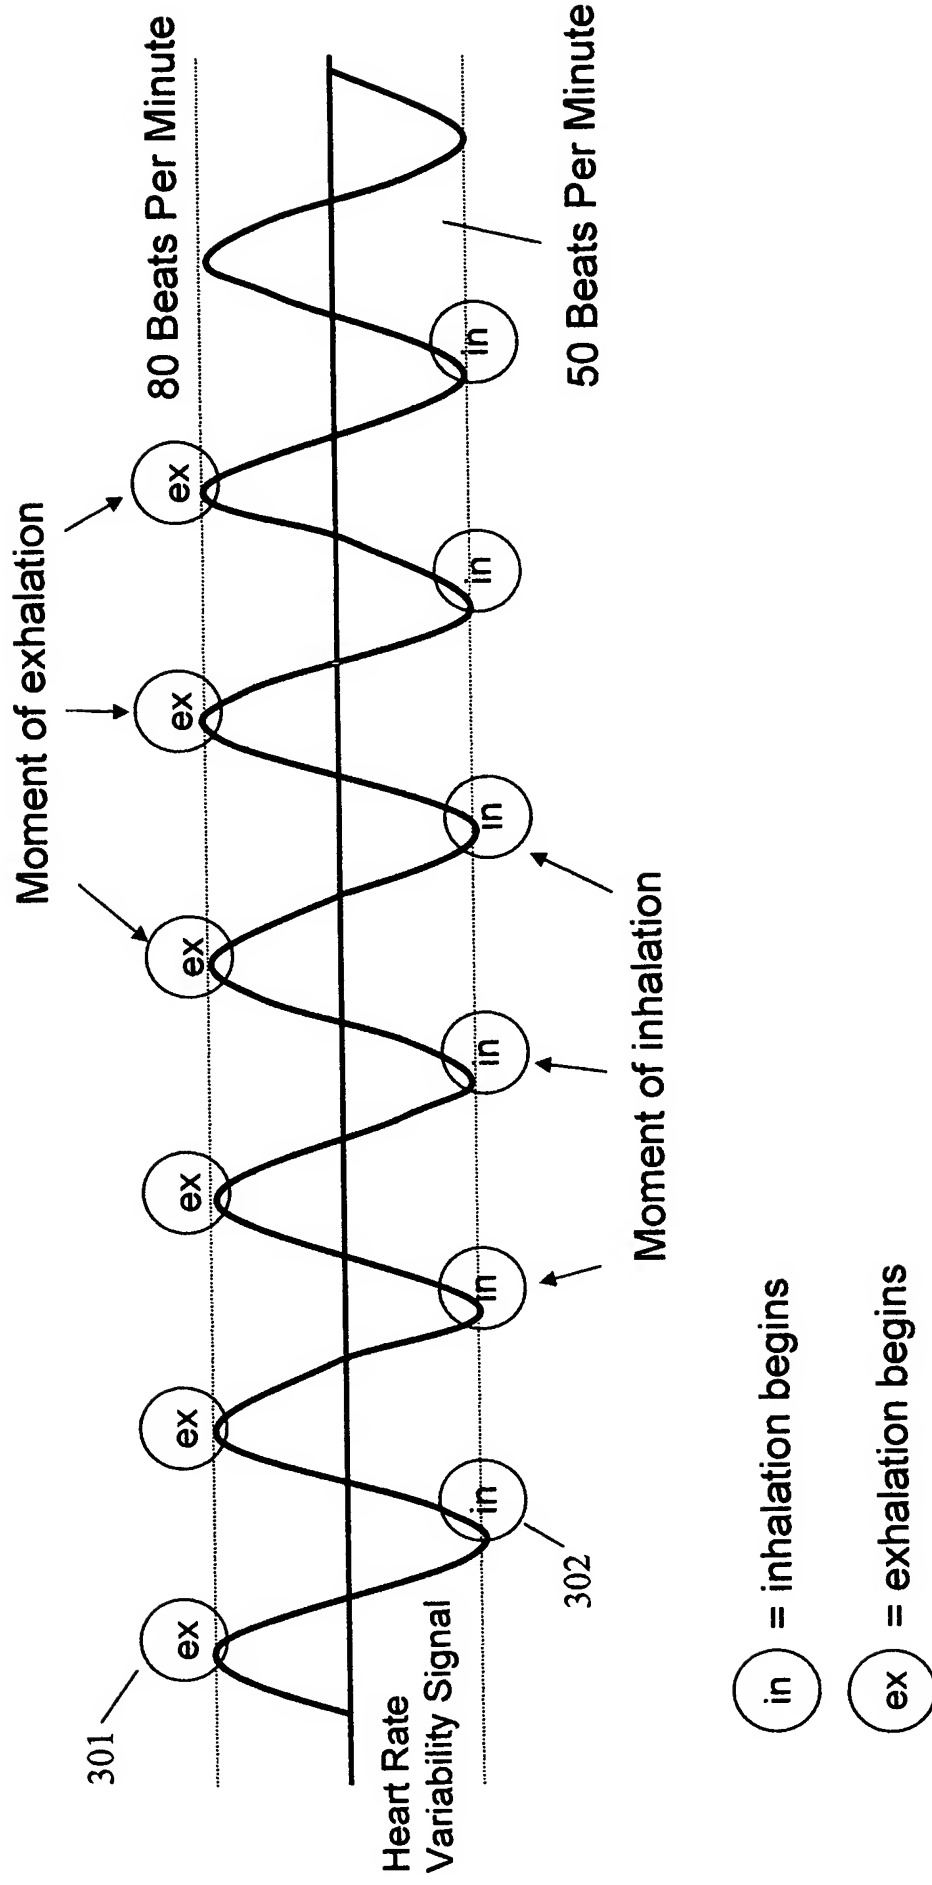 Moment of exhalation
80 Beats Per Minute
301
ex
ex
ex
ex
ex
ex
Heart Rate
Variability Signal
in
in
in
in
in
in
302
50 Beats Per Minute
Moment of inhalation
in = inhalation begins
ex = exhalation begins